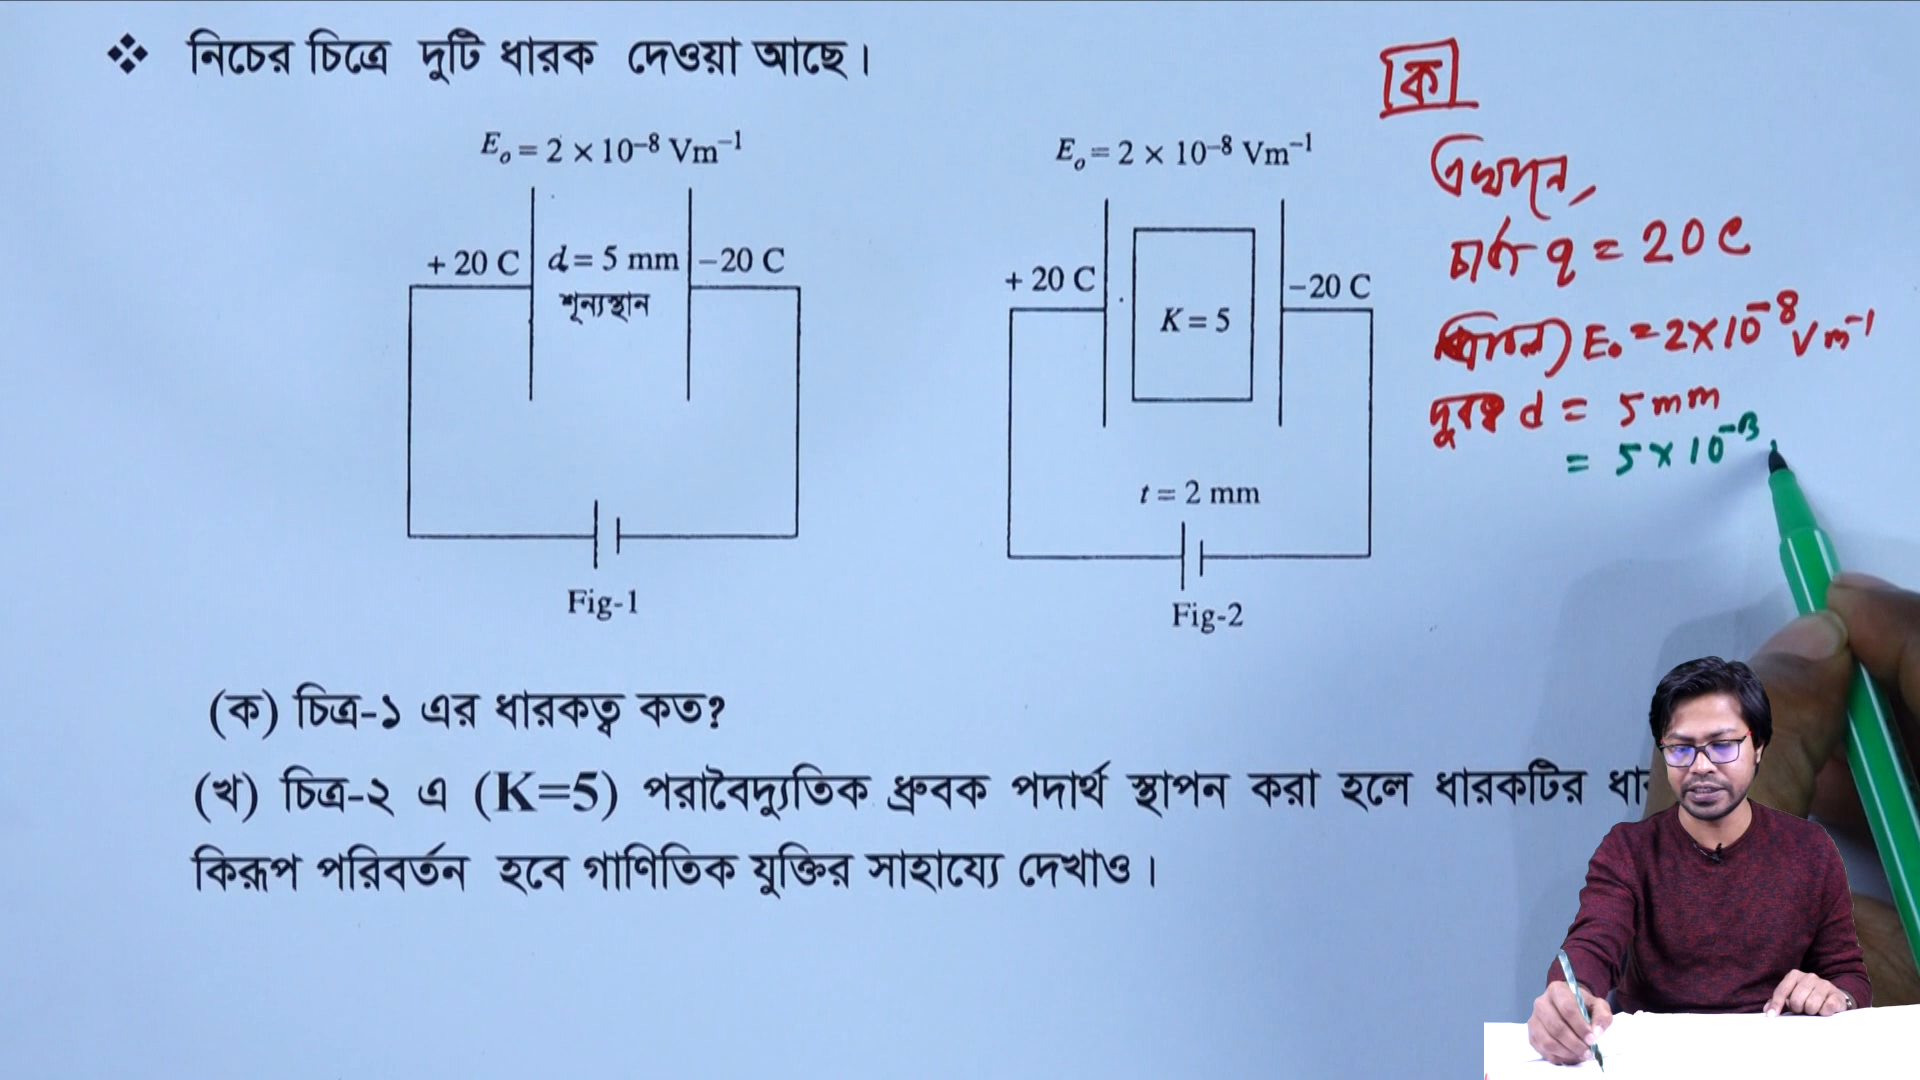 ❖ নিচের চিত্রে দুটি ধারক দেওয়া আছে।
E₀ = 2 × 10⁻⁸ Vm⁻¹
+ 20 C
d = 5 mm
শূন্যস্থান
−20 C
Fig-1
E₀ = 2 × 10⁻⁸ Vm⁻¹
+ 20 C
K = 5
−20 C
t = 2 mm
Fig-2
ক
এখানে,
চার্জ q = 20 C
E₀ = 2 × 10⁻⁸ Vm⁻¹
দূরত্ব d = 5 mm
= 5 × 10⁻³
(ক) চিত্র-১ এর ধারকত্ব কত?
(খ) চিত্র-২ এ (K=5) পরাবৈদ্যুতিক ধ্রুবক পদার্থ স্থাপন করা হলে ধারকটির
কিরূপ পরিবর্তন হবে গাণিতিক যুক্তির সাহায্যে দেখাও।